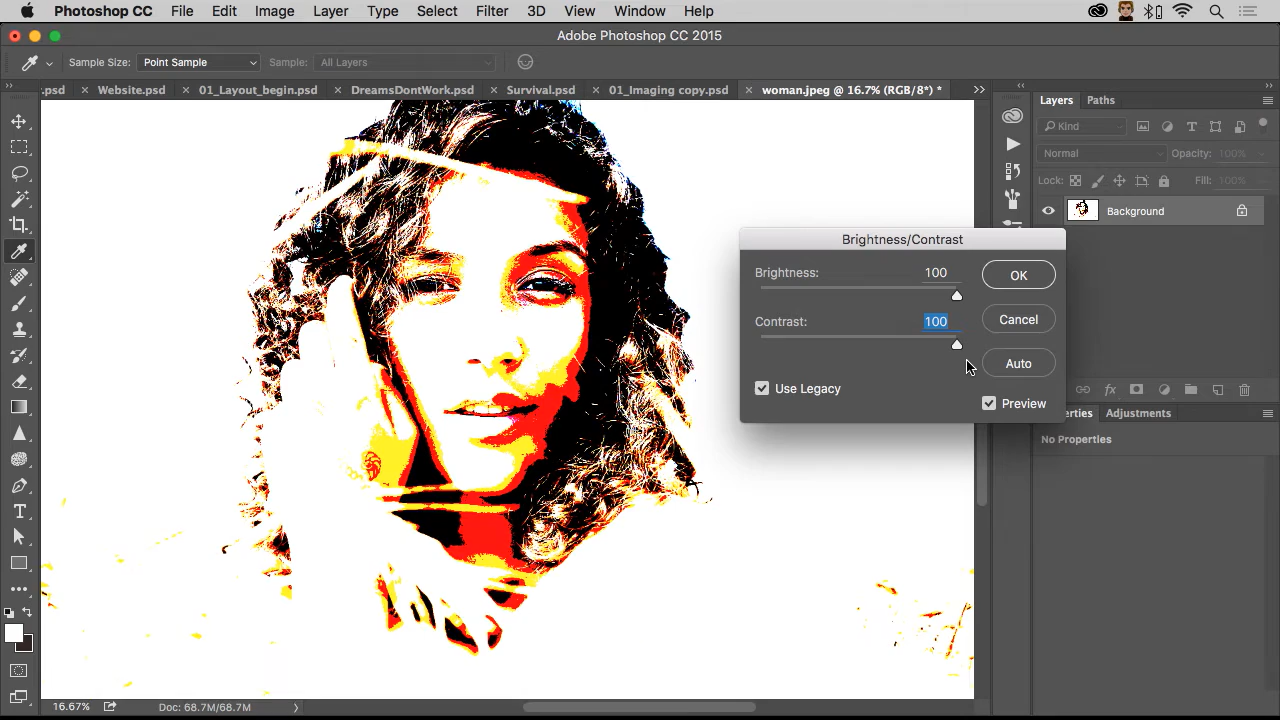 Photoshop CC File Edit Image Layer Type Select Filter 3D View Window Help
Adobe Photoshop CC 2015
Sample Size: Point Sample Sample: All Layers
.psd × Website.psd × 01_Layout_begin.psd × DreamsDontWork.psd × Survival.psd × 01_Imaging copy.psd × woman.jpeg @ 16.7% (RGB/8*) *
Layers Paths
Kind
Normal Opacity: 100%
Lock: Fill: 100%
Background
Brightness/Contrast
Brightness: 100
OK
Contrast: 100
Cancel
Auto
Use Legacy
Preview
fx
erties Adjustments
No Properties
16.67% Doc: 68.7M/68.7M